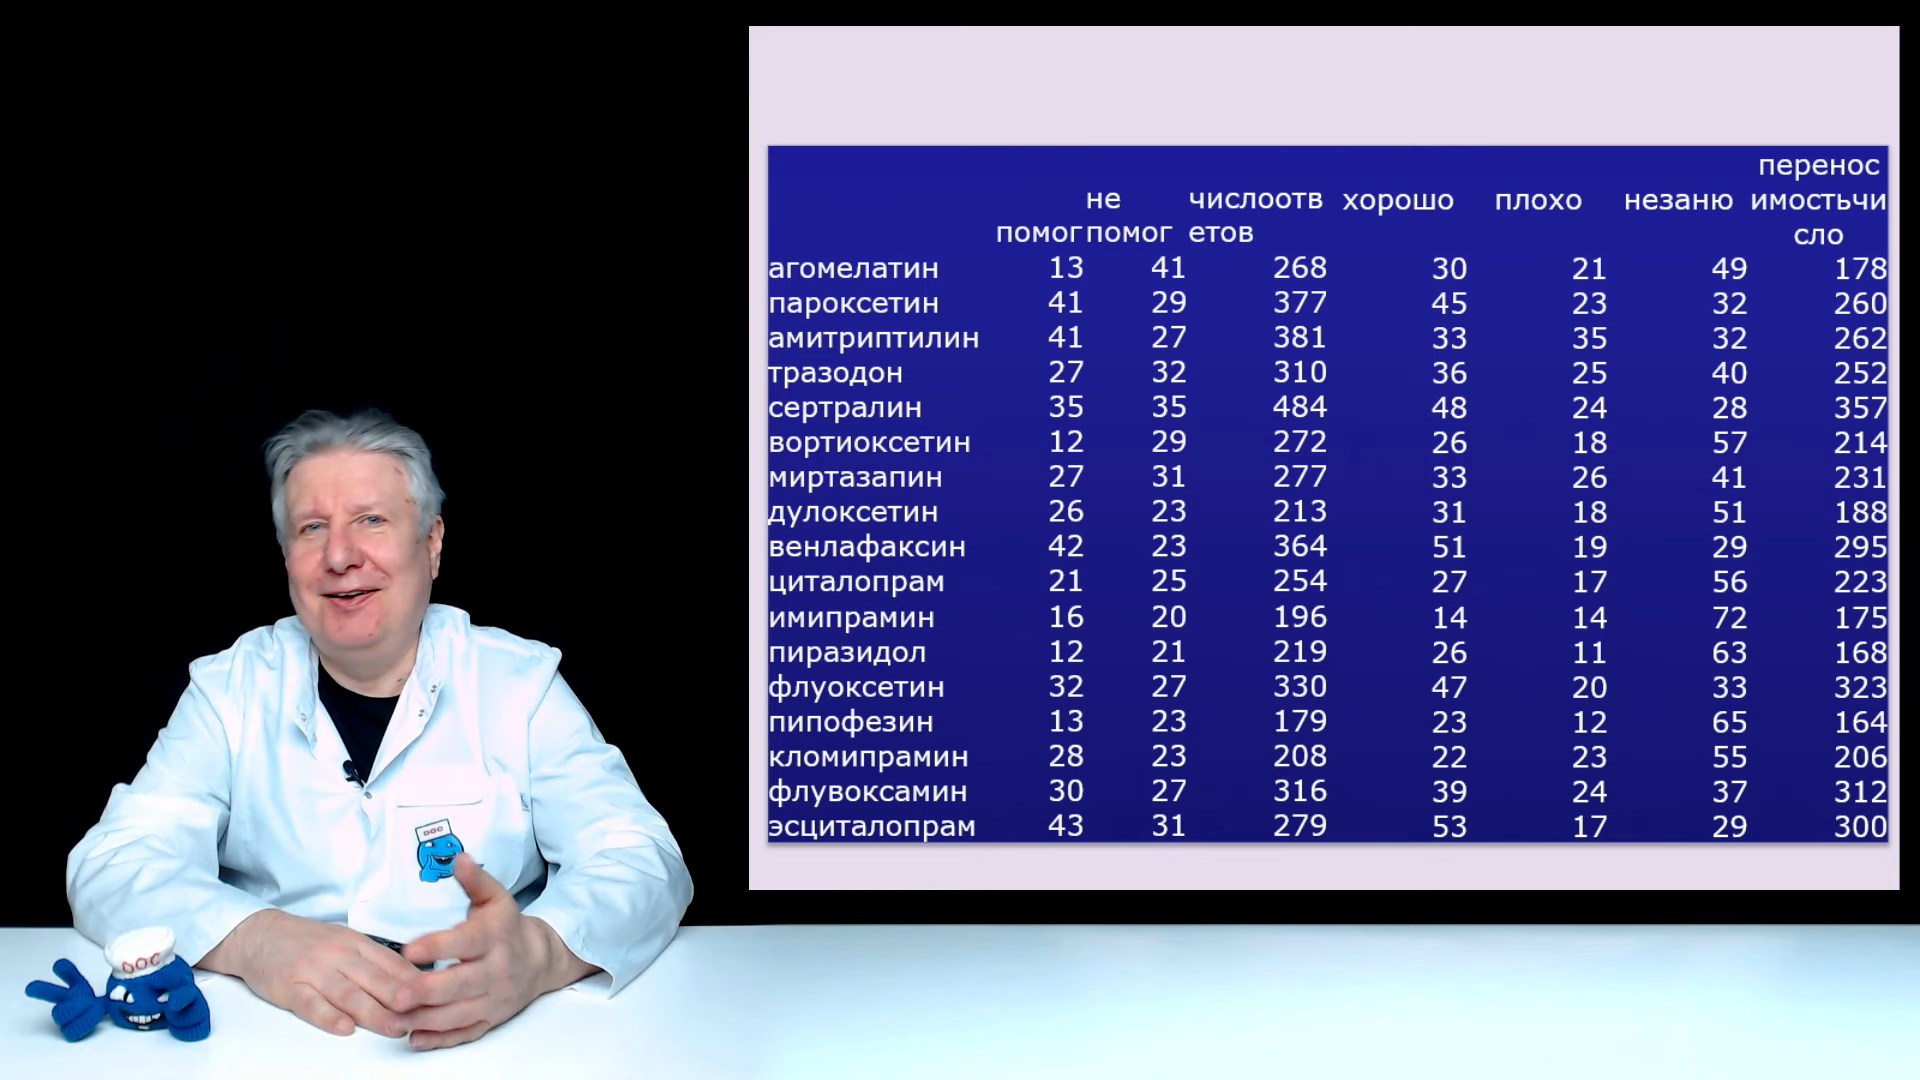 перенос
не числоотв хорошо плохо незаню имостьчи
помог помог етов сло
агомелатин 13 41 268 30 21 49 178
пароксетин 41 29 377 45 23 32 260
амитриптилин 41 27 381 33 35 32 262
тразодон 27 32 310 36 25 40 252
сертралин 35 35 484 48 24 28 357
вортиоксетин 12 29 272 26 18 57 214
миртазапин 27 31 277 33 26 41 231
дулоксетин 26 23 213 31 18 51 188
венлафаксин 42 23 364 51 19 29 295
циталопрам 21 25 254 27 17 56 223
имипрамин 16 20 196 14 14 72 175
пиразидол 12 21 219 26 11 63 168
флуоксетин 32 27 330 47 20 33 323
пипофезин 13 23 179 23 12 65 164
кломипрамин 28 23 208 22 23 55 206
флувоксамин 30 27 316 39 24 37 312
эсциталопрам 43 31 279 53 17 29 300
DOC
DOC